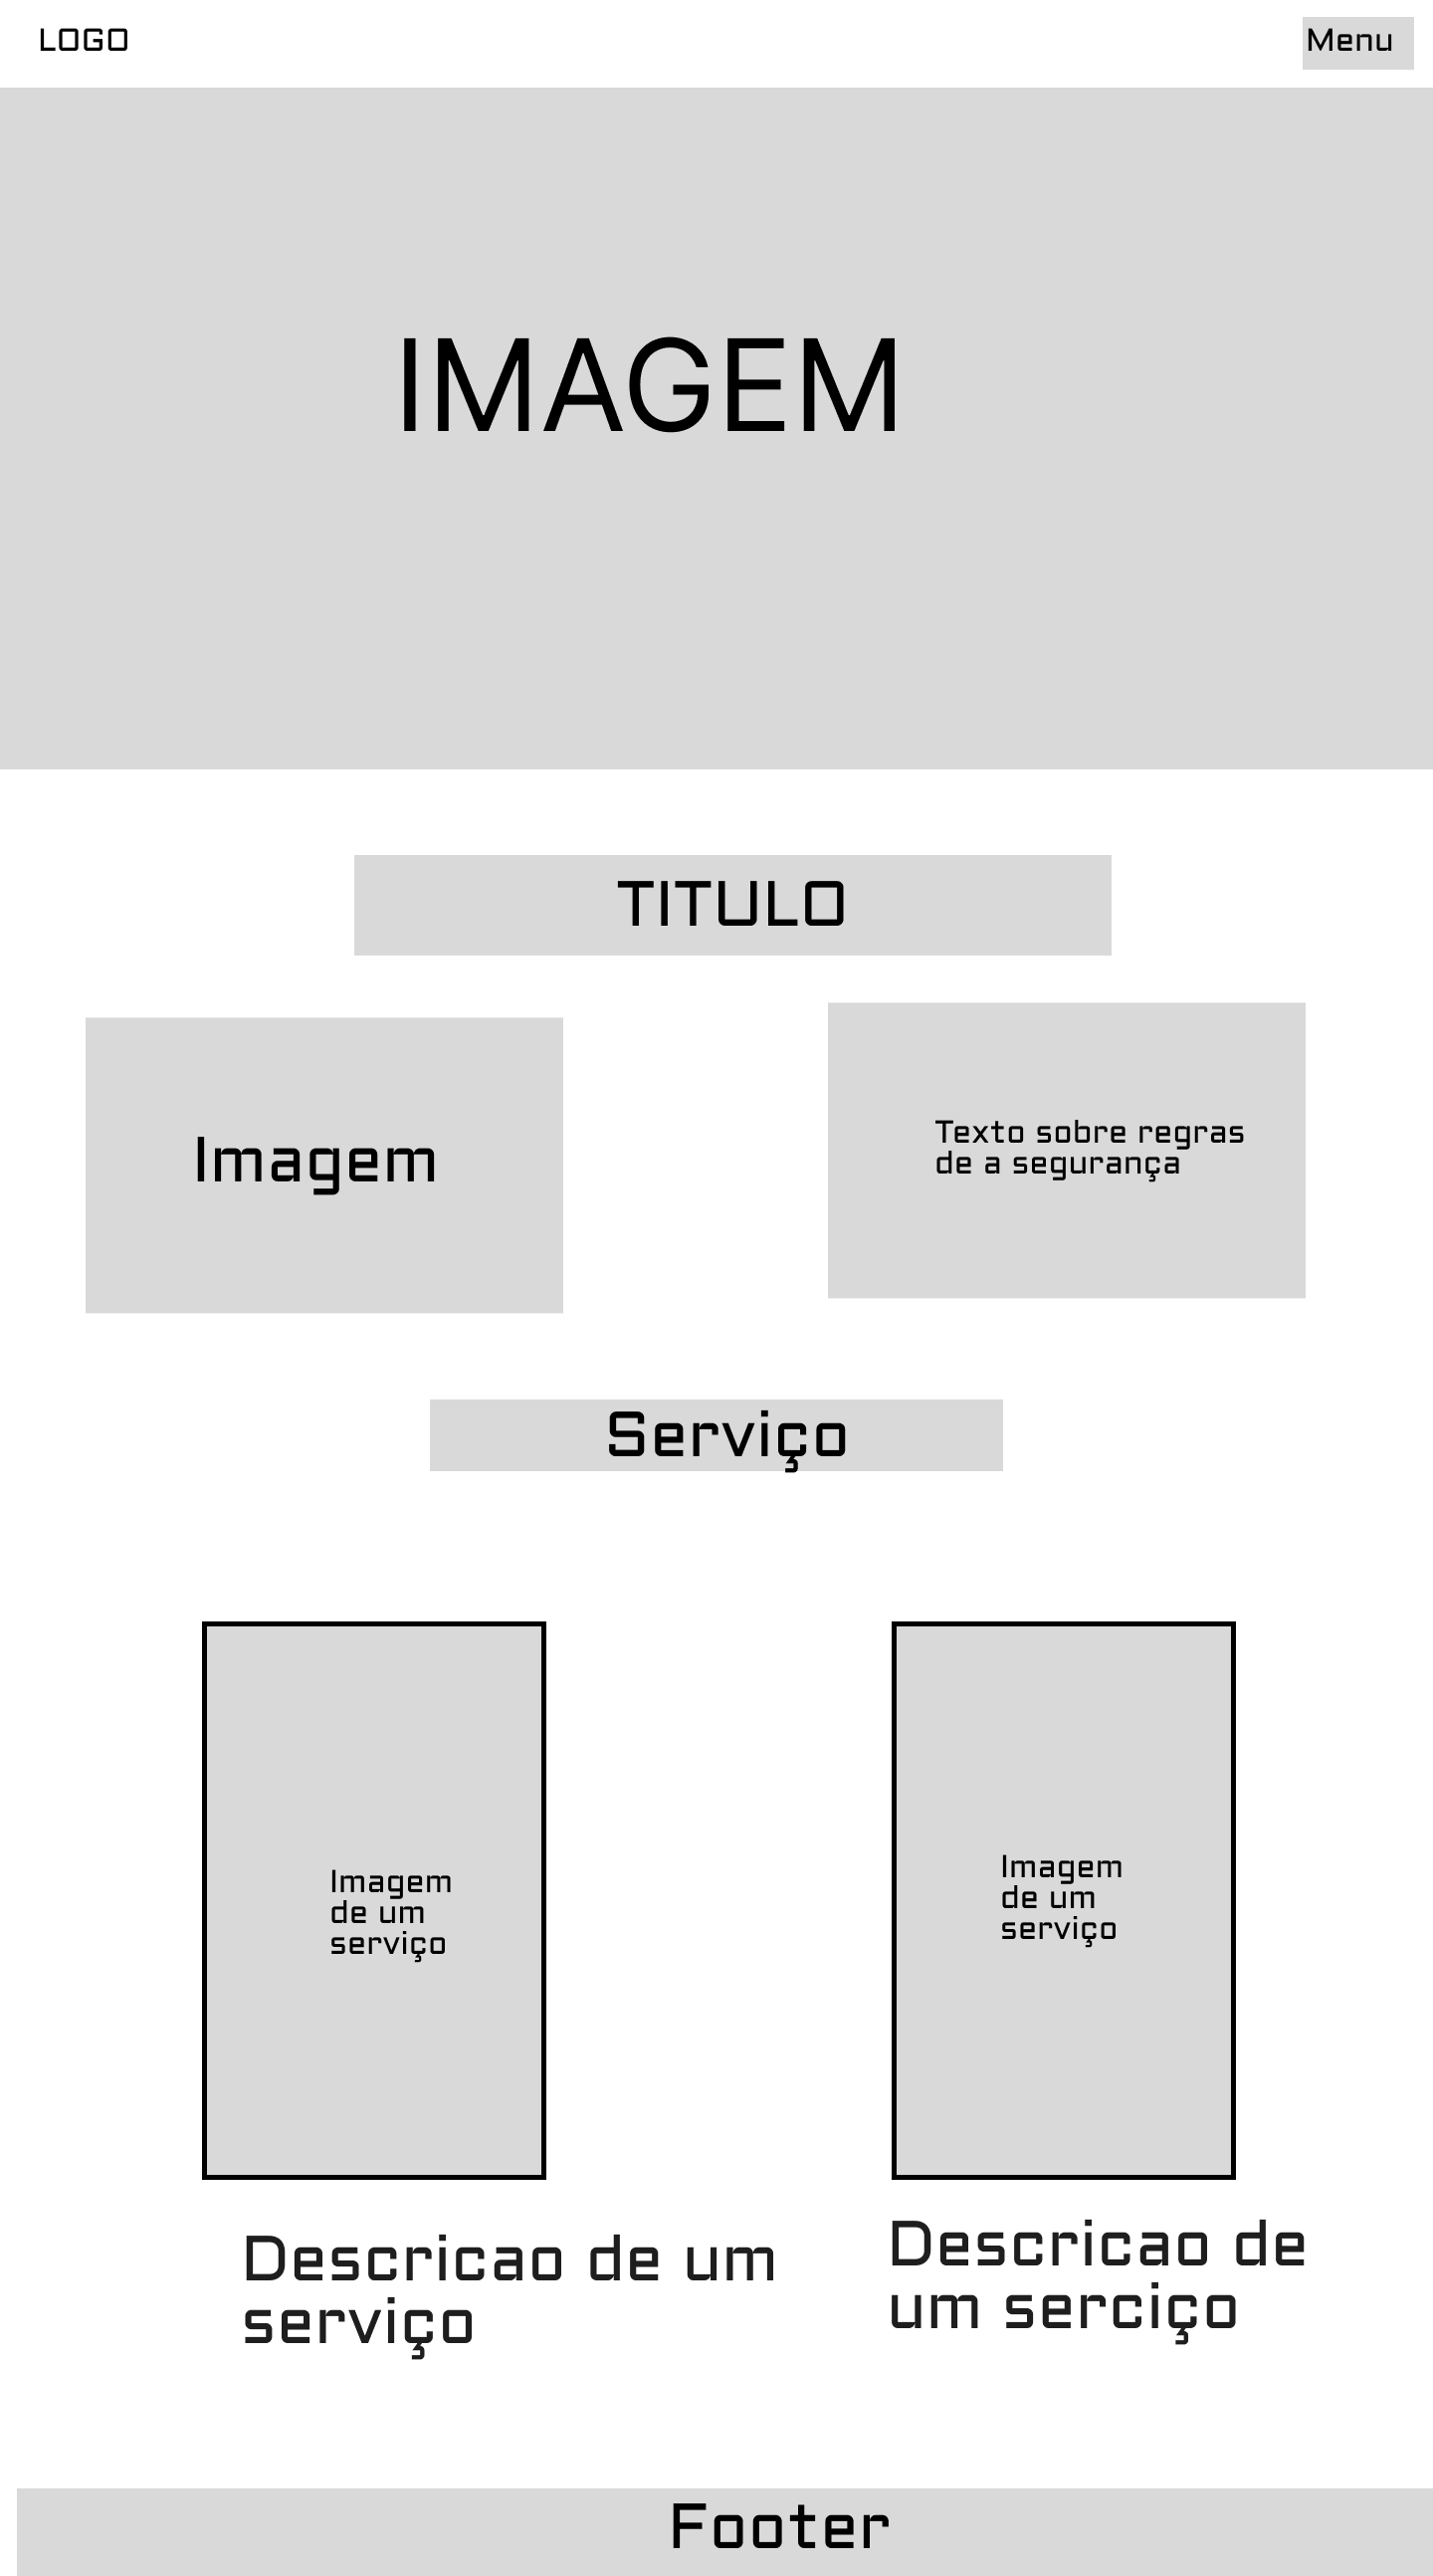 LOGO
Menu
IMAGEM
TITULO
Imagem
Texto sobre regras
de a segurança
Serviço
Imagem
de um
serviço
Imagem
de um
serviço
Descricao de um
serviço
Descricao de
um serciço
Footer